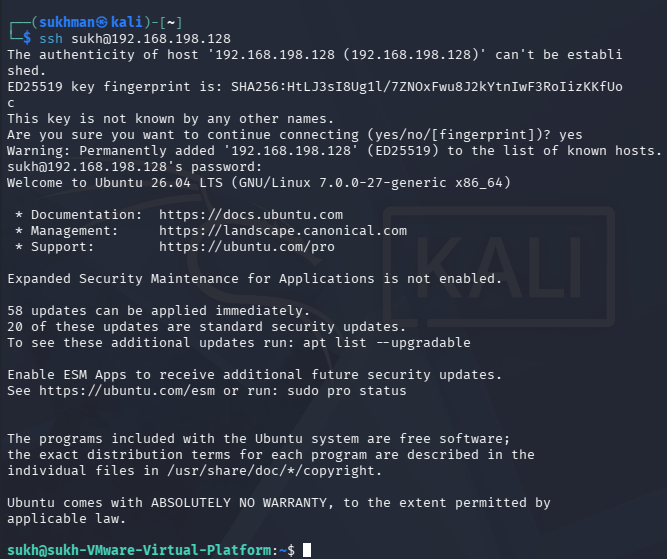 ┌──(sukhman㉿kali)-[~]
└─$ ssh sukh@192.168.198.128
The authenticity of host '192.168.198.128 (192.168.198.128)' can't be establi
shed.
ED25519 key fingerprint is: SHA256:HtLJ3sI8Ug1l/7ZNOxFwu8J2kYtnIwF3RoIizKKfUo
c
This key is not known by any other names.
Are you sure you want to continue connecting (yes/no/[fingerprint])? yes
Warning: Permanently added '192.168.198.128' (ED25519) to the list of known hosts.
sukh@192.168.198.128's password:
Welcome to Ubuntu 26.04 LTS (GNU/Linux 7.0.0-27-generic x86_64)
 * Documentation:  https://docs.ubuntu.com
 * Management:     https://landscape.canonical.com
 * Support:        https://ubuntu.com/pro
Expanded Security Maintenance for Applications is not enabled.
58 updates can be applied immediately.
20 of these updates are standard security updates.
To see these additional updates run: apt list --upgradable
Enable ESM Apps to receive additional future security updates.
See https://ubuntu.com/esm or run: sudo pro status
The programs included with the Ubuntu system are free software;
the exact distribution terms for each program are described in the
individual files in /usr/share/doc/*/copyright.
Ubuntu comes with ABSOLUTELY NO WARRANTY, to the extent permitted by
applicable law.
sukh@sukh-VMware-Virtual-Platform:~$
KALI